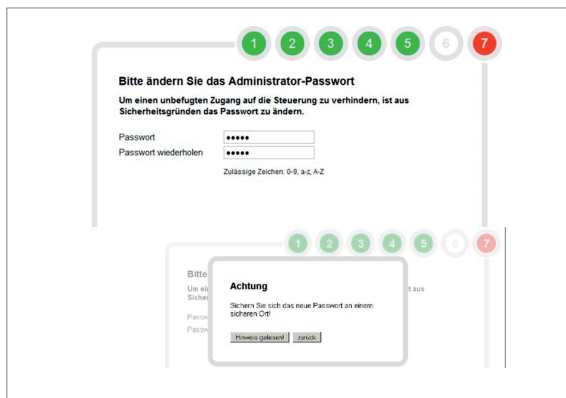 1 2 3 4 5 6 7
Bitte ändern Sie das Administrator-Passwort
Um einen unbefugten Zugang auf die Steuerung zu verhindern, ist aus
Sicherheitsgründen das Passwort zu ändern.
Passwort •••••
Passwort wiederholen •••••
Zulässige Zeichen: 0-9, a-z, A-Z
1 2 3 4 5 6 7
Bitte
Um ei t aus
Siche
Passw
Passw
Achtung
Sichern Sie sich das neue Passwort an einem
sicheren Ort!
Hinweis gelesen! zurück